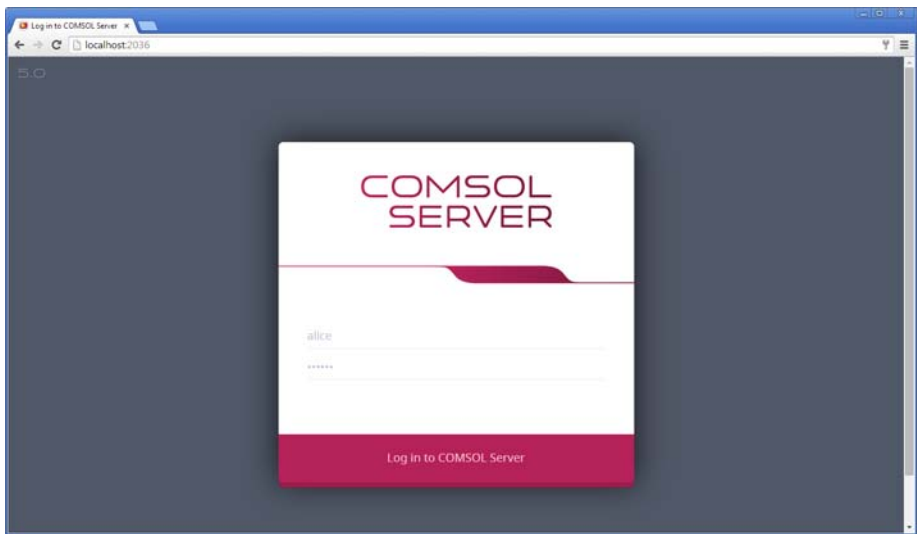 Log in to COMSOL Server
localhost:2036
5.0
COMSOL
SERVER
alice
••••••
Log in to COMSOL Server